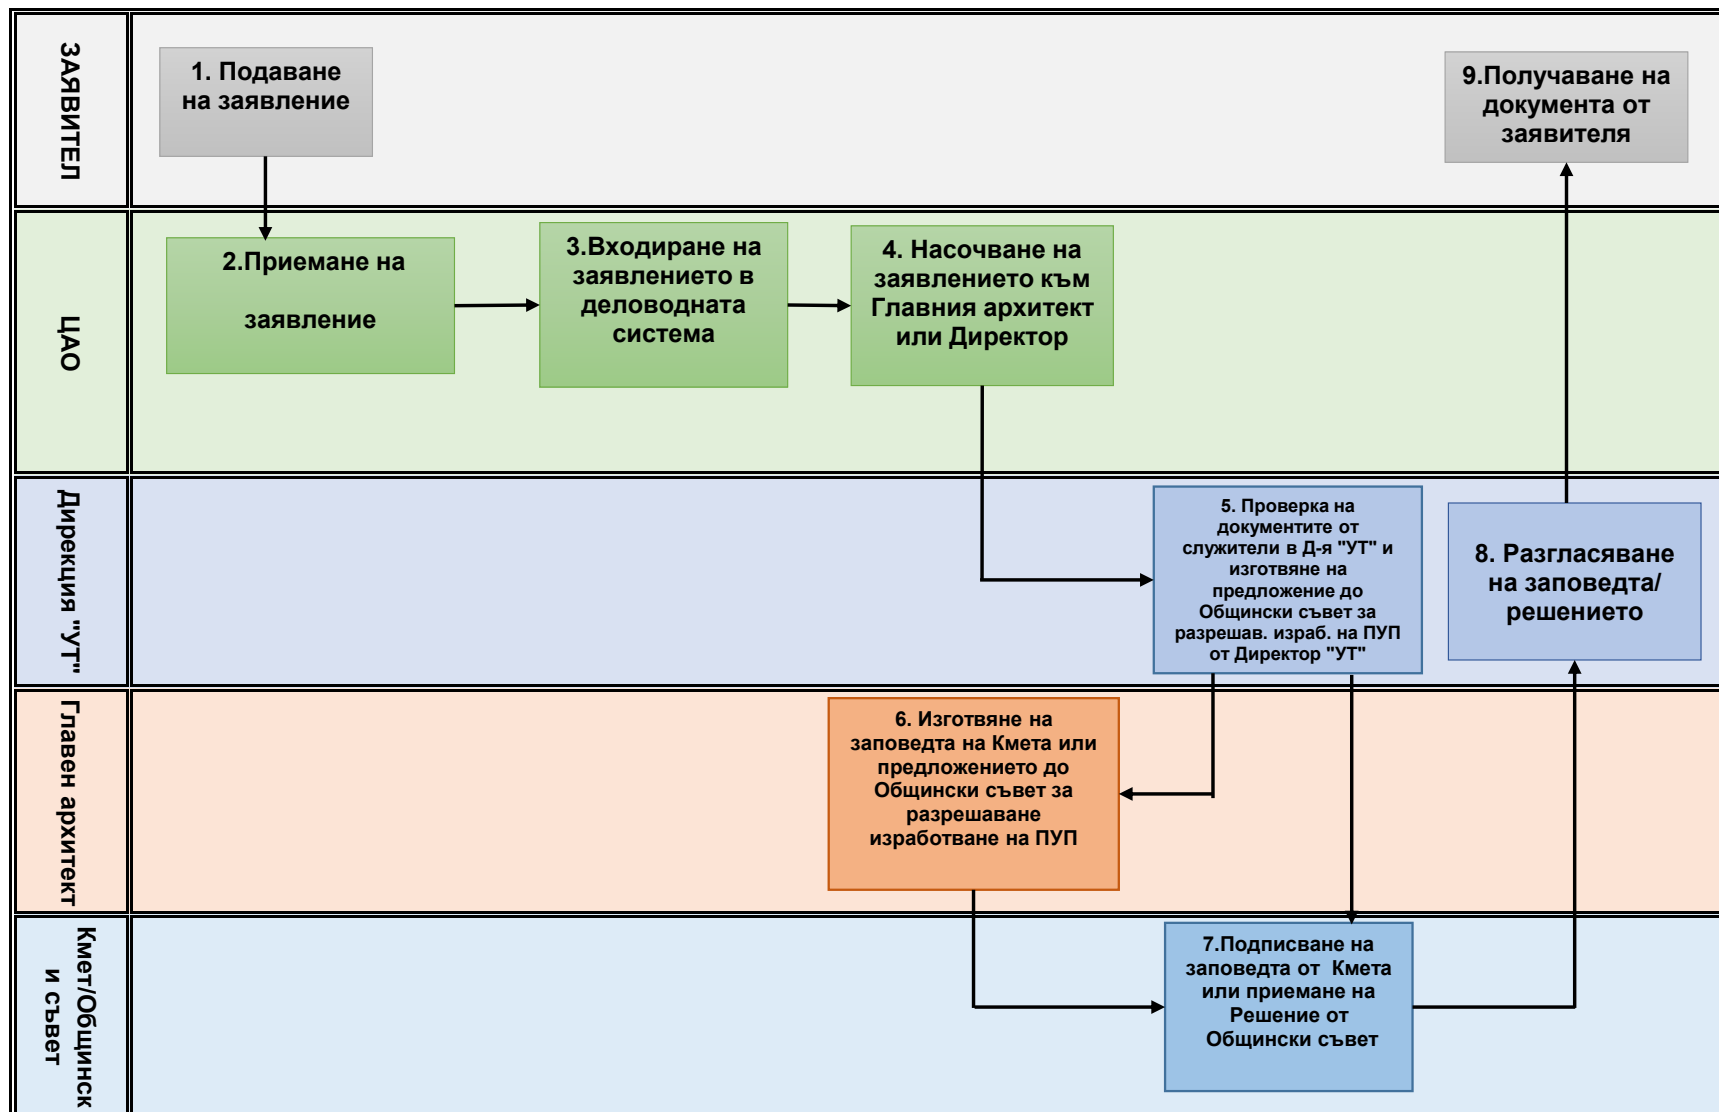 ЗАЯВИТЕЛ
1. Подаване
на заявление
9.Получаване на
документа от
заявителя
ЦАО
2.Приемане на
заявление
3.Входиране на
заявлението в
деловодната
система
4. Насочване на
заявлението към
Главния архитект
или Директор
Дирекция "УТ"
5. Проверка на
документите от
служители в Д-я "УТ" и
изготвяне на
предложение до
Общински съвет за
разрешав. израб. на ПУП
от Директор "УТ"
8. Разгласяване
на заповедта/
решението
Главен архитект
6. Изготвяне на
заповедта на Кмета или
предложението до
Общински съвет за
разрешаване
изработване на ПУП
Кмет/Общинск
и съвет
7.Подписване на
заповедта от Кмета
или приемане на
Решение от
Общински съвет